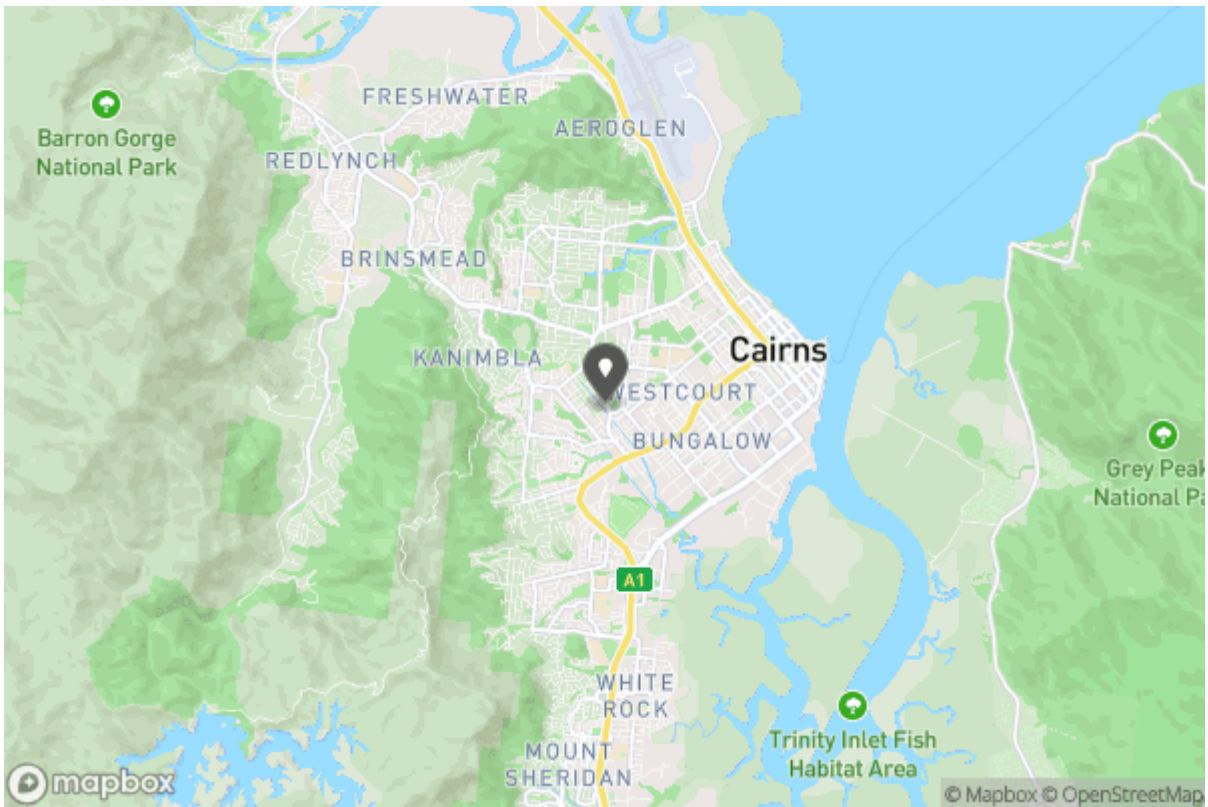 FRESHWATER
AEROGLEN
Barron Gorge
National Park
REDLYNCH
BRINSMEAD
Cairns
KANIMBLA
WESTCOURT
BUNGALOW
Grey Peak
National Pa
A1
WHITE
ROCK
Trinity Inlet Fish
Habitat Area
MOUNT
SHERIDAN
mapbox
© Mapbox © OpenStreetMap